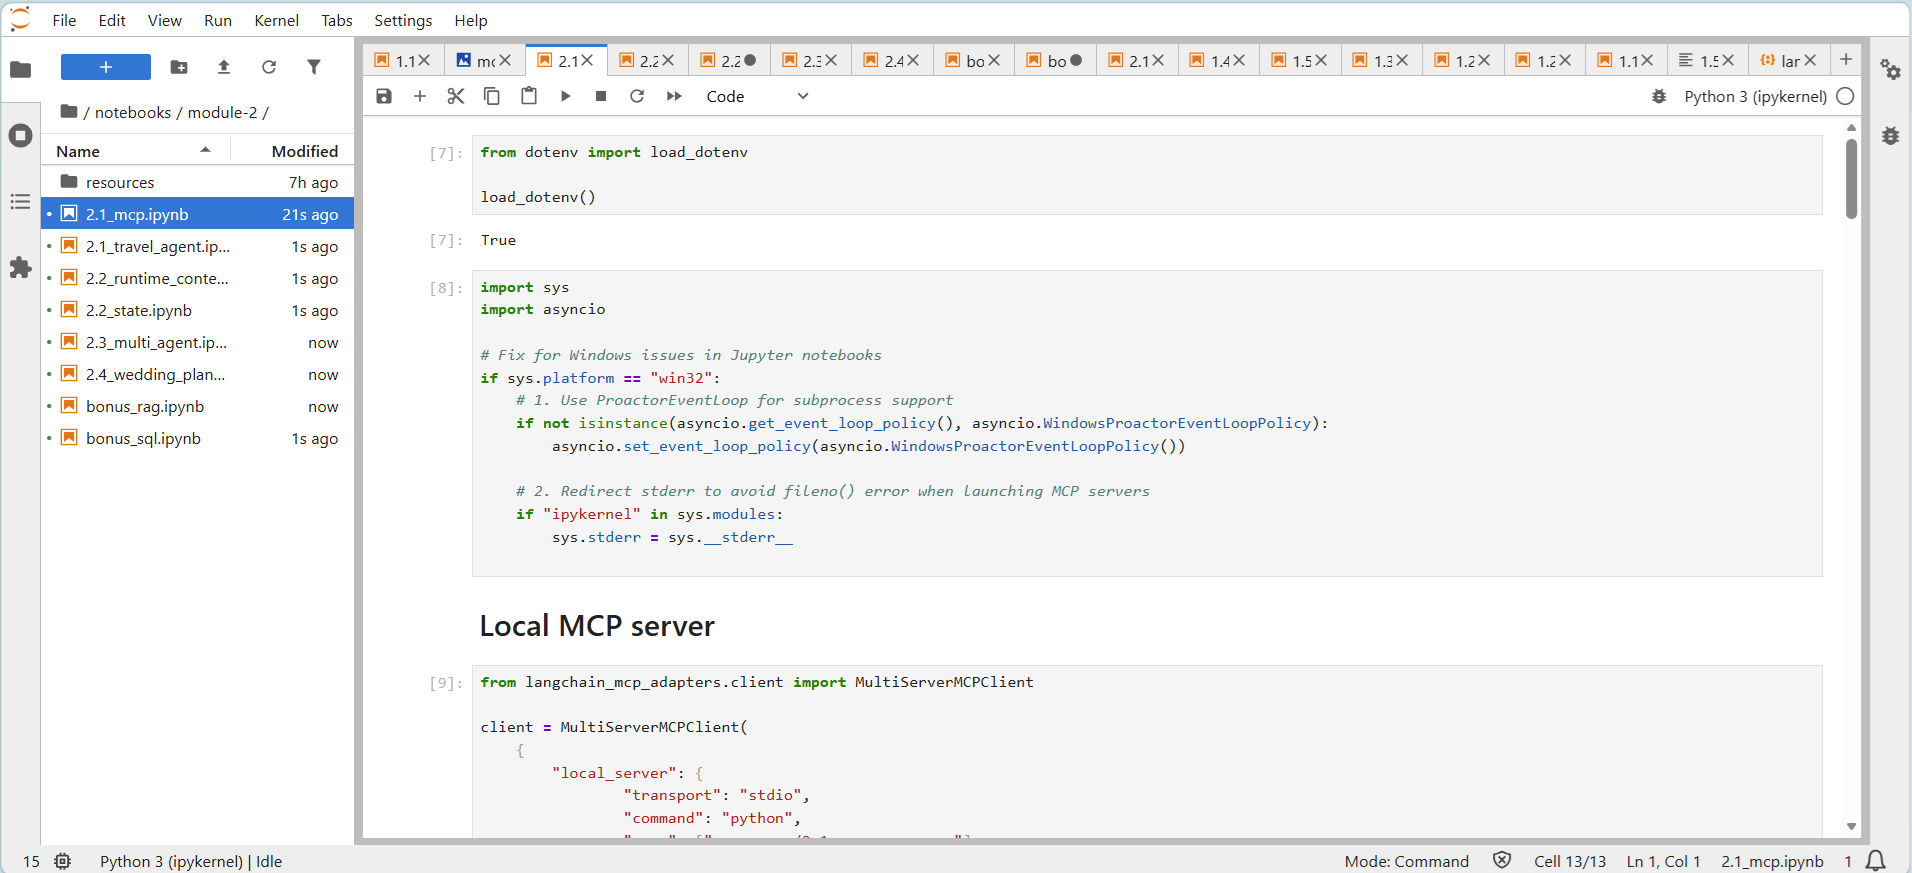 File Edit View Run Kernel Tabs Settings Help
1.1 mc 2.1 2.2 2.2 2.3 2.4 bo bo 2.1 1.4 1.5 1.3 1.2 1.2 1.1 1.5 lar
Code
Python 3 (ipykernel)
/ notebooks / module-2 /
Name Modified
resources 7h ago
2.1_mcp.ipynb 21s ago
2.1_travel_agent.ip... 1s ago
2.2_runtime_conte... 1s ago
2.2_state.ipynb 1s ago
2.3_multi_agent.ip... now
2.4_wedding_plan... now
bonus_rag.ipynb now
bonus_sql.ipynb 1s ago
[7]: from dotenv import load_dotenv
load_dotenv()
[7]: True
[8]: import sys
import asyncio
# Fix for Windows issues in Jupyter notebooks
if sys.platform == "win32":
# 1. Use ProactorEventLoop for subprocess support
if not isinstance(asyncio.get_event_loop_policy(), asyncio.WindowsProactorEventLoopPolicy):
asyncio.set_event_loop_policy(asyncio.WindowsProactorEventLoopPolicy())
# 2. Redirect stderr to avoid fileno() error when launching MCP servers
if "ipykernel" in sys.modules:
sys.stderr = sys.__stderr__
Local MCP server
[9]: from langchain_mcp_adapters.client import MultiServerMCPClient
client = MultiServerMCPClient(
{
"local_server": {
"transport": "stdio",
"command": "python",
15 Python 3 (ipykernel) | Idle
Mode: Command Cell 13/13 Ln 1, Col 1 2.1_mcp.ipynb 1